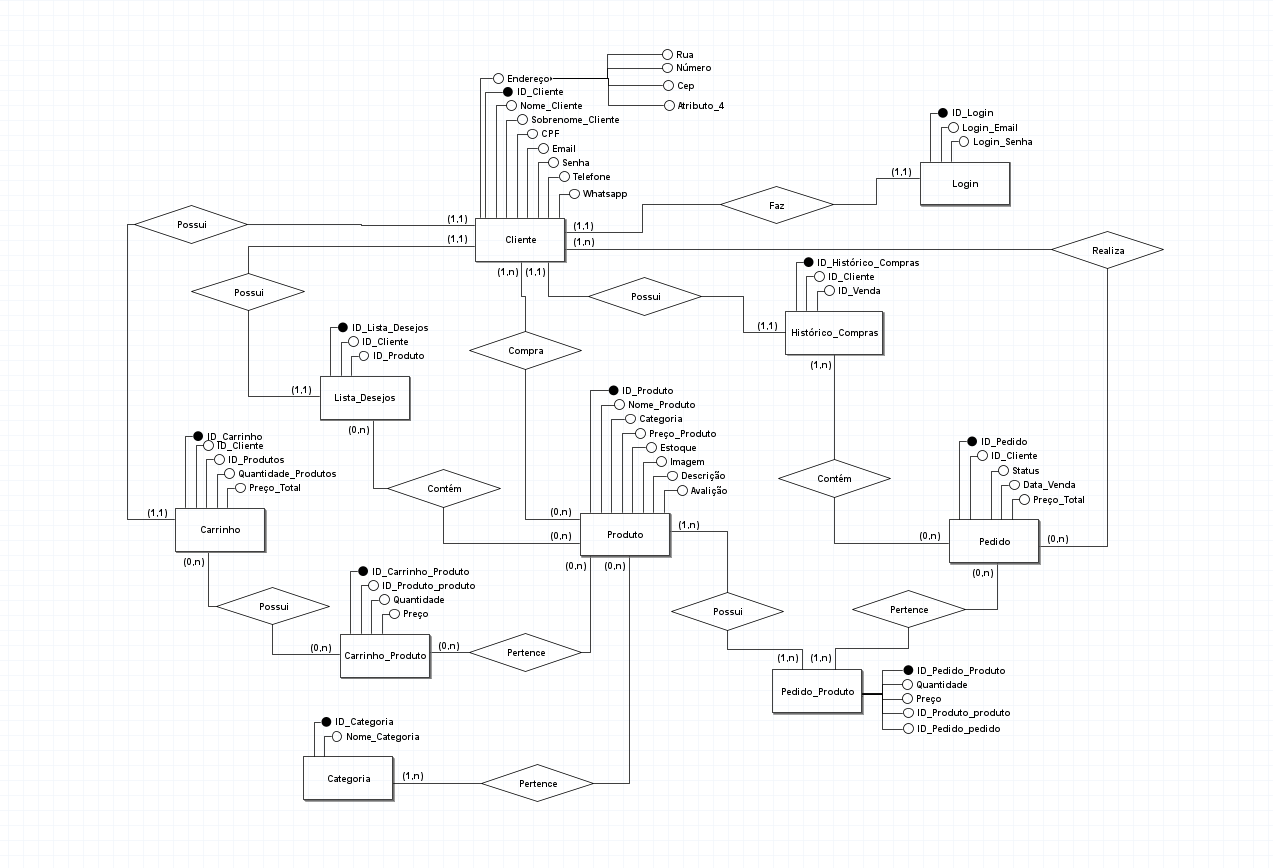 Rua
Endereço
Número
Cep
ID_Cliente
Nome_Cliente
Atributo_4
Sobrenome_Cliente
CPF
Email
Senha
Telefone
Whatsapp
ID_Login
Login_Email
Login_Senha
(1,1)
Login
Faz
Possui
(1,1)
(1,1)
Cliente
(1,1)
(1,n)
Realiza
(1,n)
(1,1)
ID_Histórico_Compras
ID_Cliente
ID_Venda
Possui
Possui
(1,1)
Histórico_Compras
(1,n)
ID_Lista_Desejos
ID_Cliente
ID_Produto
Compra
(1,1)
Lista_Desejos
(0,n)
ID_Produto
Nome_Produto
Categoria
Preço_Produto
Estoque
Imagem
Descrição
Avalição
ID_Carrinho
ID_Cliente
ID_Produtos
Quantidade_Produtos
Preço_Total
Contém
Contém
ID_Pedido
ID_Cliente
Status
Data_Venda
Preço_Total
(1,1)
Carrinho
(0,n)
(0,n)
(0,n)
Produto
(1,n)
(0,n)
(0,n)
(0,n)
Pedido
(0,n)
(0,n)
ID_Carrinho_Produto
ID_Produto_produto
Quantidade
Preço
Possui
Possui
Pertence
(0,n)
Carrinho_Produto
(0,n)
Pertence
(1,n)
(1,n)
Pedido_Produto
ID_Pedido_Produto
Quantidade
Preço
ID_Produto_produto
ID_Pedido_pedido
ID_Categoria
Nome_Categoria
Categoria
(1,n)
Pertence